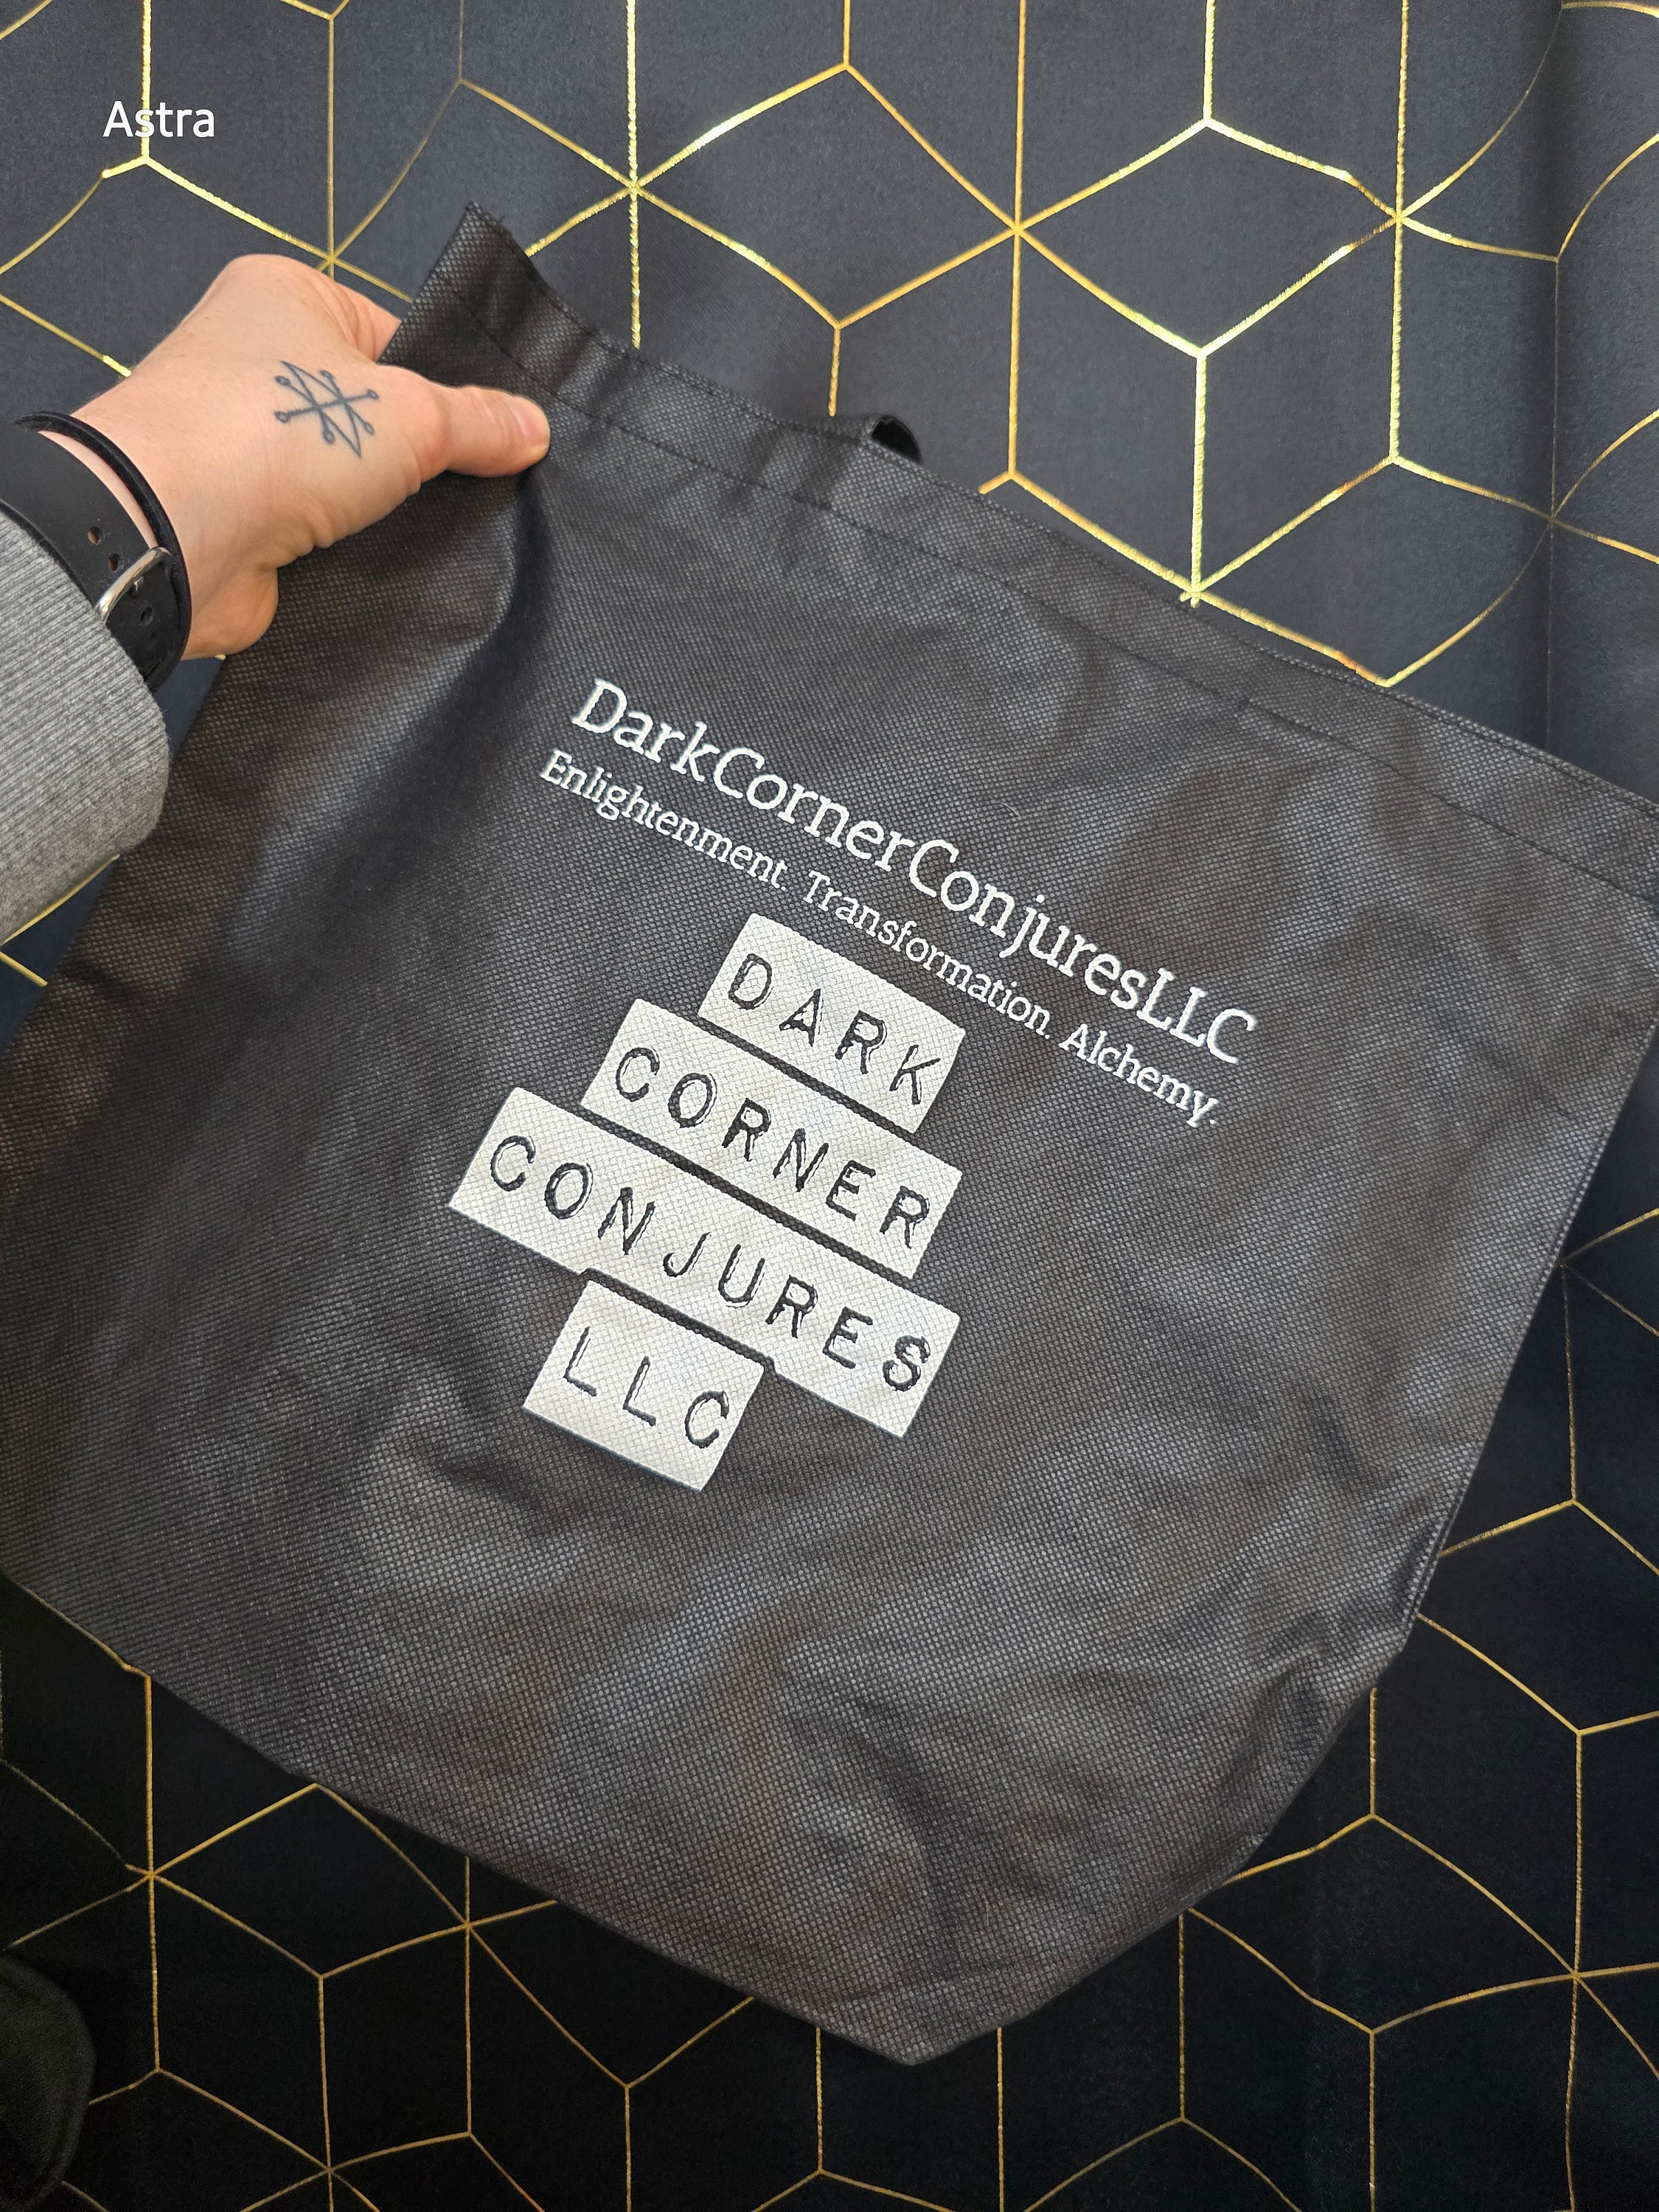 Astra
DarkCornerConjuresLLC
Enlightenment. Transformation. Alchemy.
DARK
CORNER
CONJURES
LLC